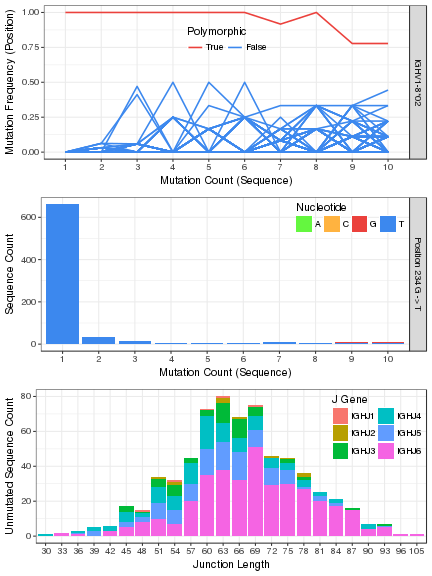 Mutation Frequency (Position)
1.00
0.75
0.50
0.25
0.00
Polymorphic
True False
1 2 3 4 5 6 7 8 9 10
Mutation Count (Sequence)
IGHV1-8*02
Sequence Count
600
400
200
0
Nucleotide
A C G T
1 2 3 4 5 6 7 8 9 10
Mutation Count (Sequence)
Position 234 G -> T
Unmutated Sequence Count
80
60
40
20
0
J Gene
IGHJ1 IGHJ4
IGHJ2 IGHJ5
IGHJ3 IGHJ6
30 33 36 39 42 45 48 51 54 57 60 63 66 69 72 75 78 81 84 87 90 93 96 105
Junction Length